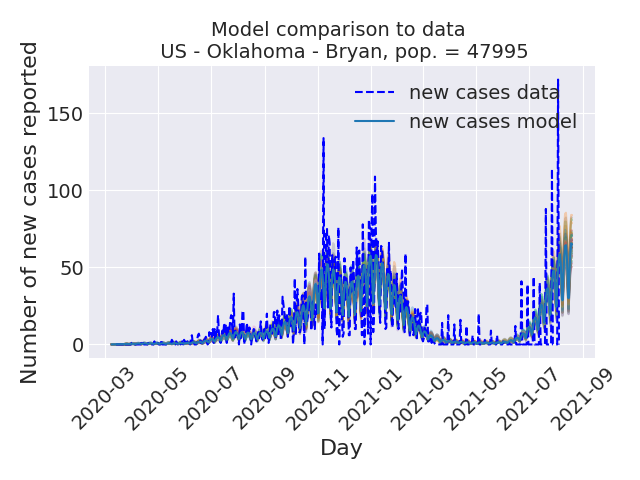 Model comparison to data
US - Oklahoma - Bryan, pop. = 47995
Number of new cases reported
150
100
50
0
new cases data
new cases model
2020-03
2020-05
2020-07
2020-09
2020-11
2021-01
2021-03
2021-05
2021-07
2021-09
Day